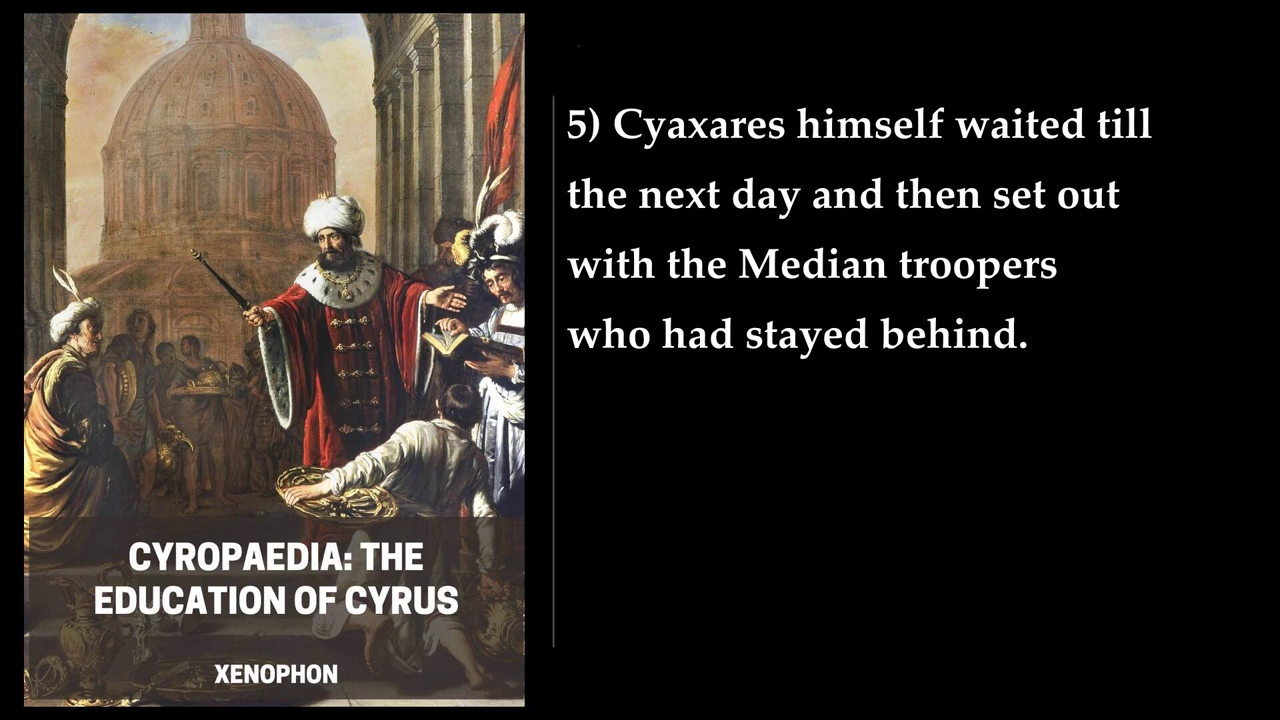 5) Cyaxares himself waited till
the next day and then set out
with the Median troopers
who had stayed behind.
CYROPAEDIA: THE
EDUCATION OF CYRUS
XENOPHON